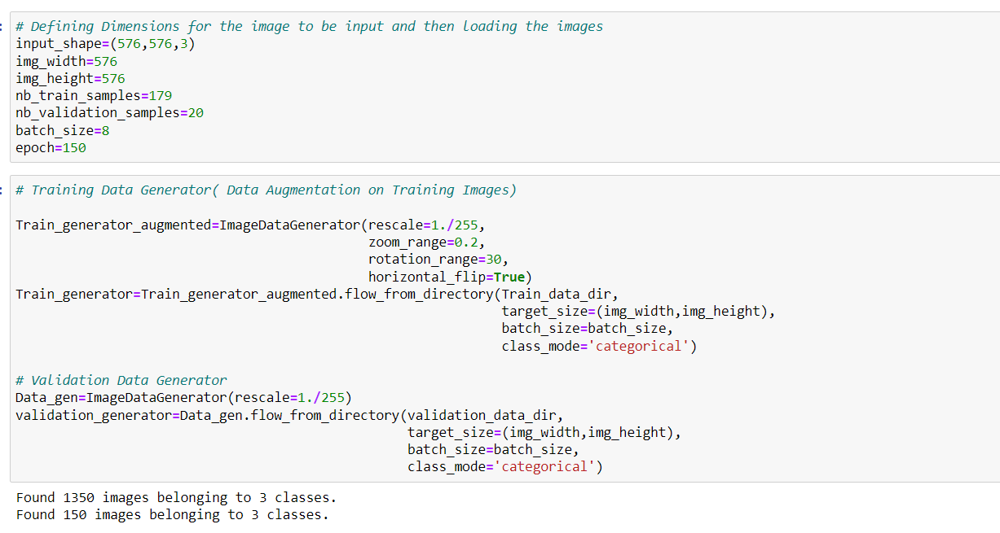 # Defining Dimensions for the image to be input and then loading the images
input_shape=(576,576,3)
img_width=576
img_height=576
nb_train_samples=179
nb_validation_samples=20
batch_size=8
epoch=150
# Training Data Generator( Data Augmentation on Training Images)
Train_generator_augmented=ImageDataGenerator(rescale=1./255,
zoom_range=0.2,
rotation_range=30,
horizontal_flip=True)
Train_generator=Train_generator_augmented.flow_from_directory(Train_data_dir,
target_size=(img_width,img_height),
batch_size=batch_size,
class_mode='categorical')
# Validation Data Generator
Data_gen=ImageDataGenerator(rescale=1./255)
validation_generator=Data_gen.flow_from_directory(validation_data_dir,
target_size=(img_width,img_height),
batch_size=batch_size,
class_mode='categorical')
Found 1350 images belonging to 3 classes.
Found 150 images belonging to 3 classes.